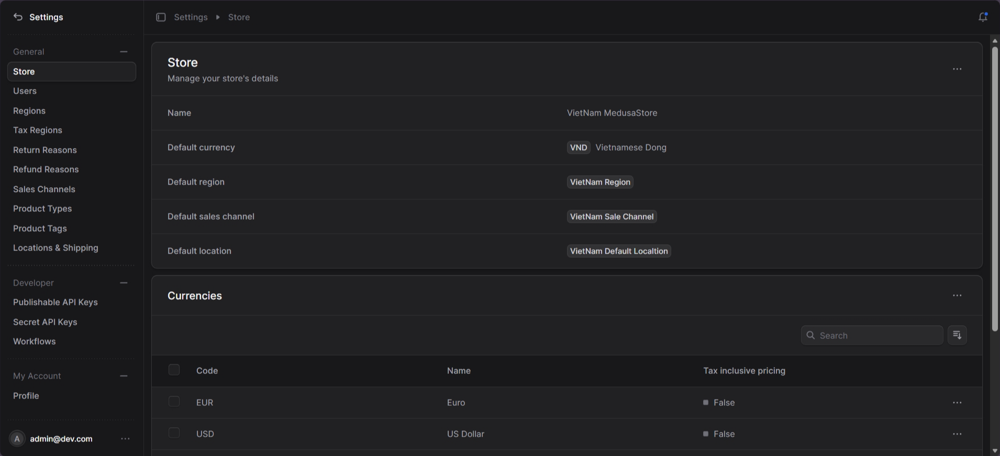 Settings
Settings Store
General
Store
Users
Regions
Tax Regions
Return Reasons
Refund Reasons
Sales Channels
Product Types
Product Tags
Locations & Shipping
Developer
Publishable API Keys
Secret API Keys
Workflows
My Account
Profile
A admin@dev.com
Store
Manage your store's details
Name VietNam MedusaStore
Default currency VND Vietnamese Dong
Default region VietNam Region
Default sales channel VietNam Sale Channel
Default location VietNam Default Localtion
Currencies
Search
Code Name Tax inclusive pricing
EUR Euro False
USD US Dollar False